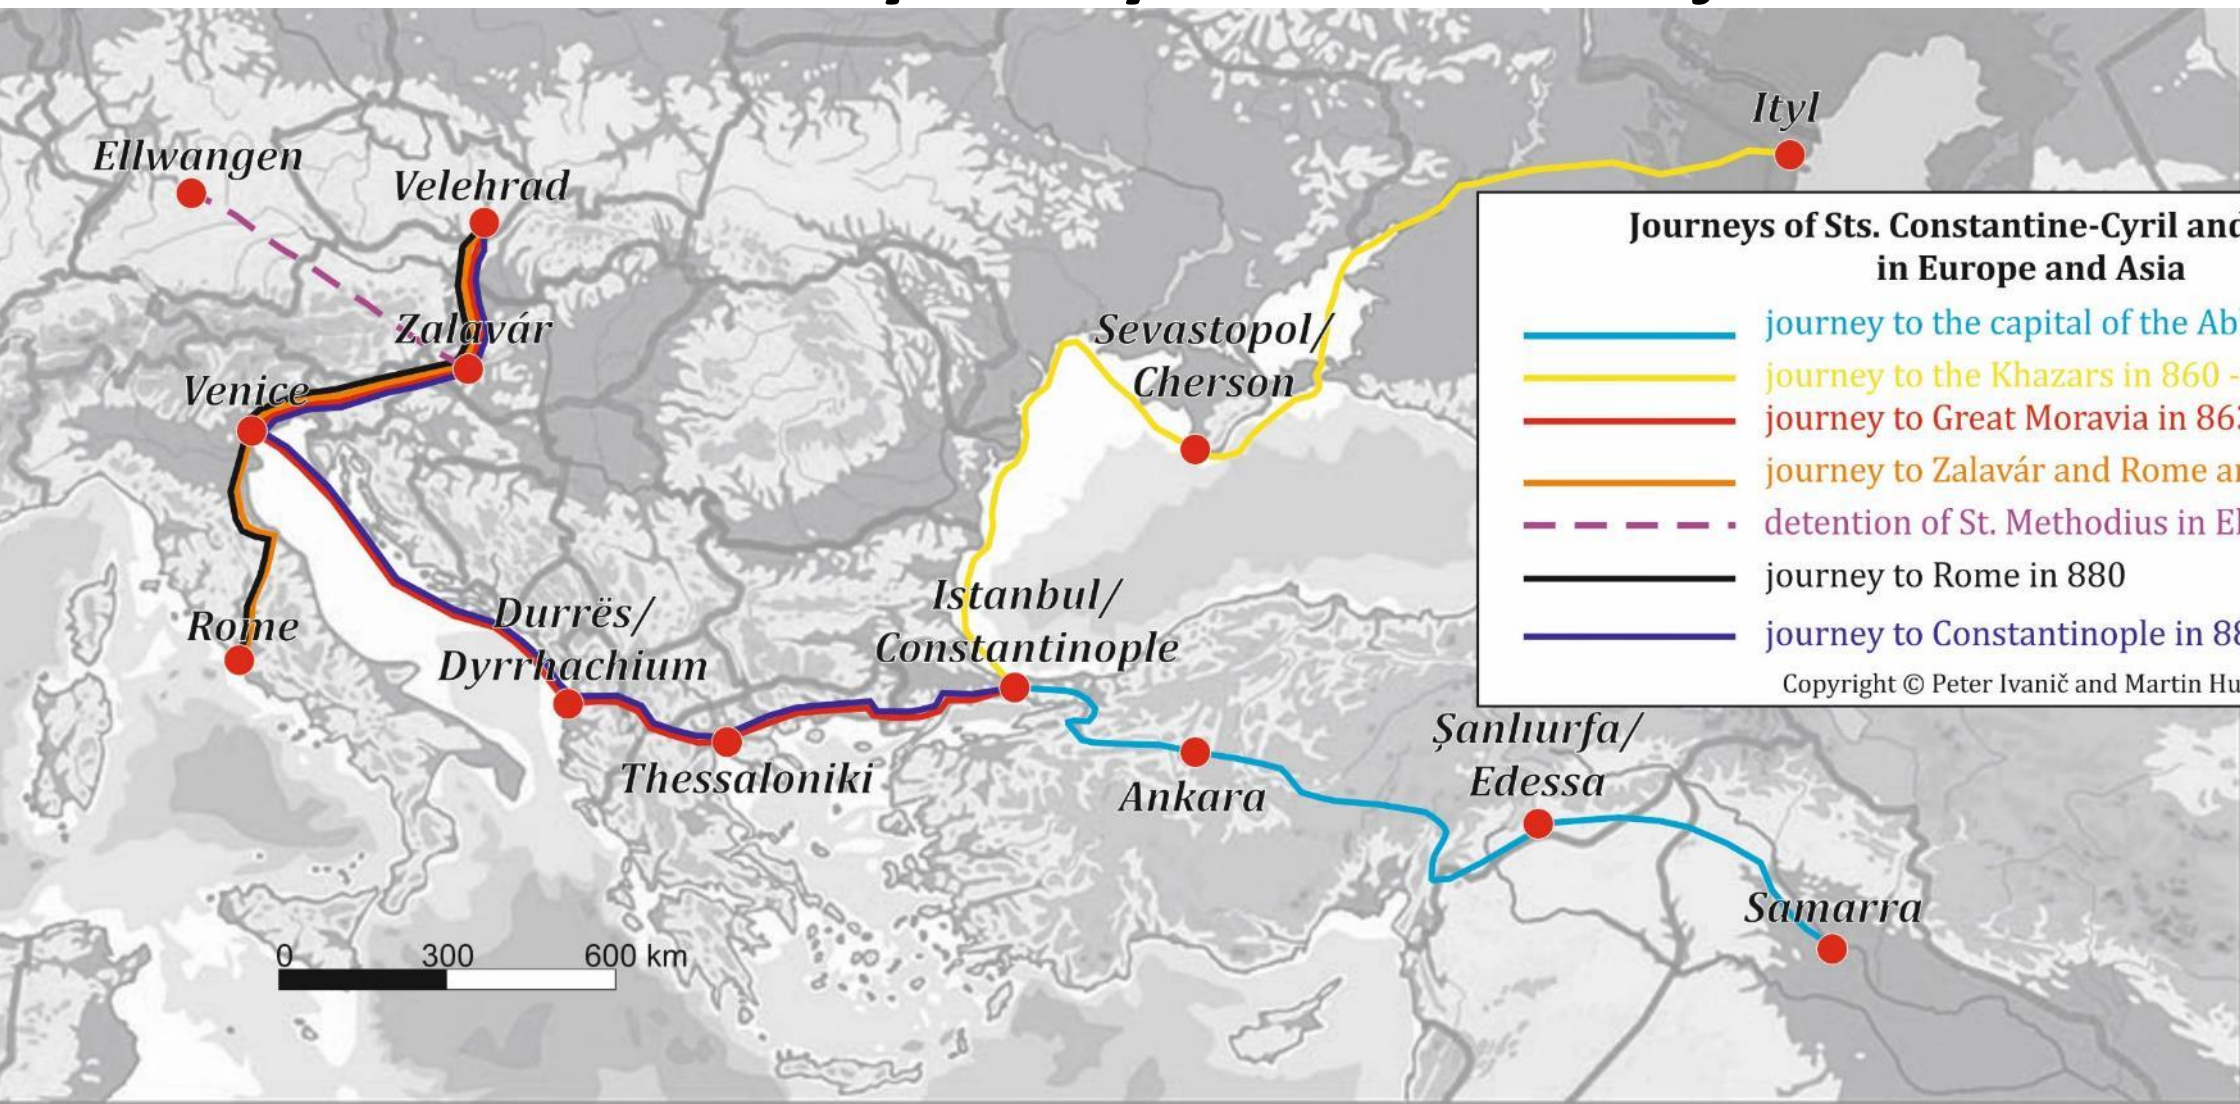 Ityl
Ellwangen
Velehrad
Zalavár
Venice
Sevastopol/
Cherson
Rome
Durrës/
Dyrrhachium
Istanbul/
Constantinople
Thessaloniki
Ankara
Şanlıurfa/
Edessa
Samarra
0 300 600 km
Journeys of Sts. Constantine-Cyril and
in Europe and Asia
journey to the capital of the Ab
journey to the Khazars in 860 -
journey to Great Moravia in 863
journey to Zalavár and Rome an
detention of St. Methodius in El
journey to Rome in 880
journey to Constantinople in 88
Copyright © Peter Ivanič and Martin Hu